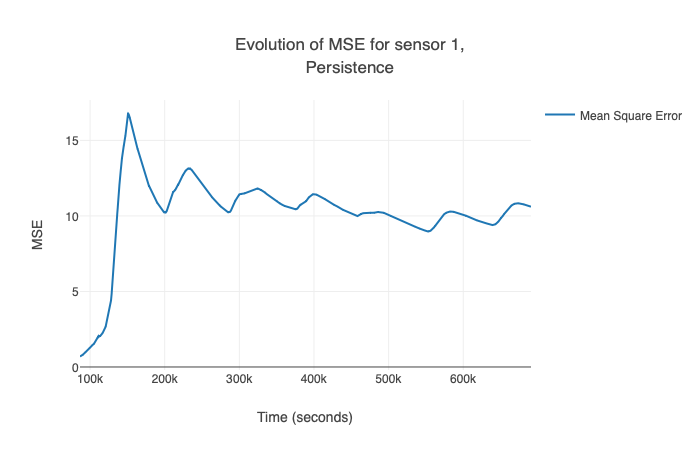 Evolution of MSE for sensor 1,
Persistence
Mean Square Error
15
10
5
0
MSE
100k 200k 300k 400k 500k 600k
Time (seconds)